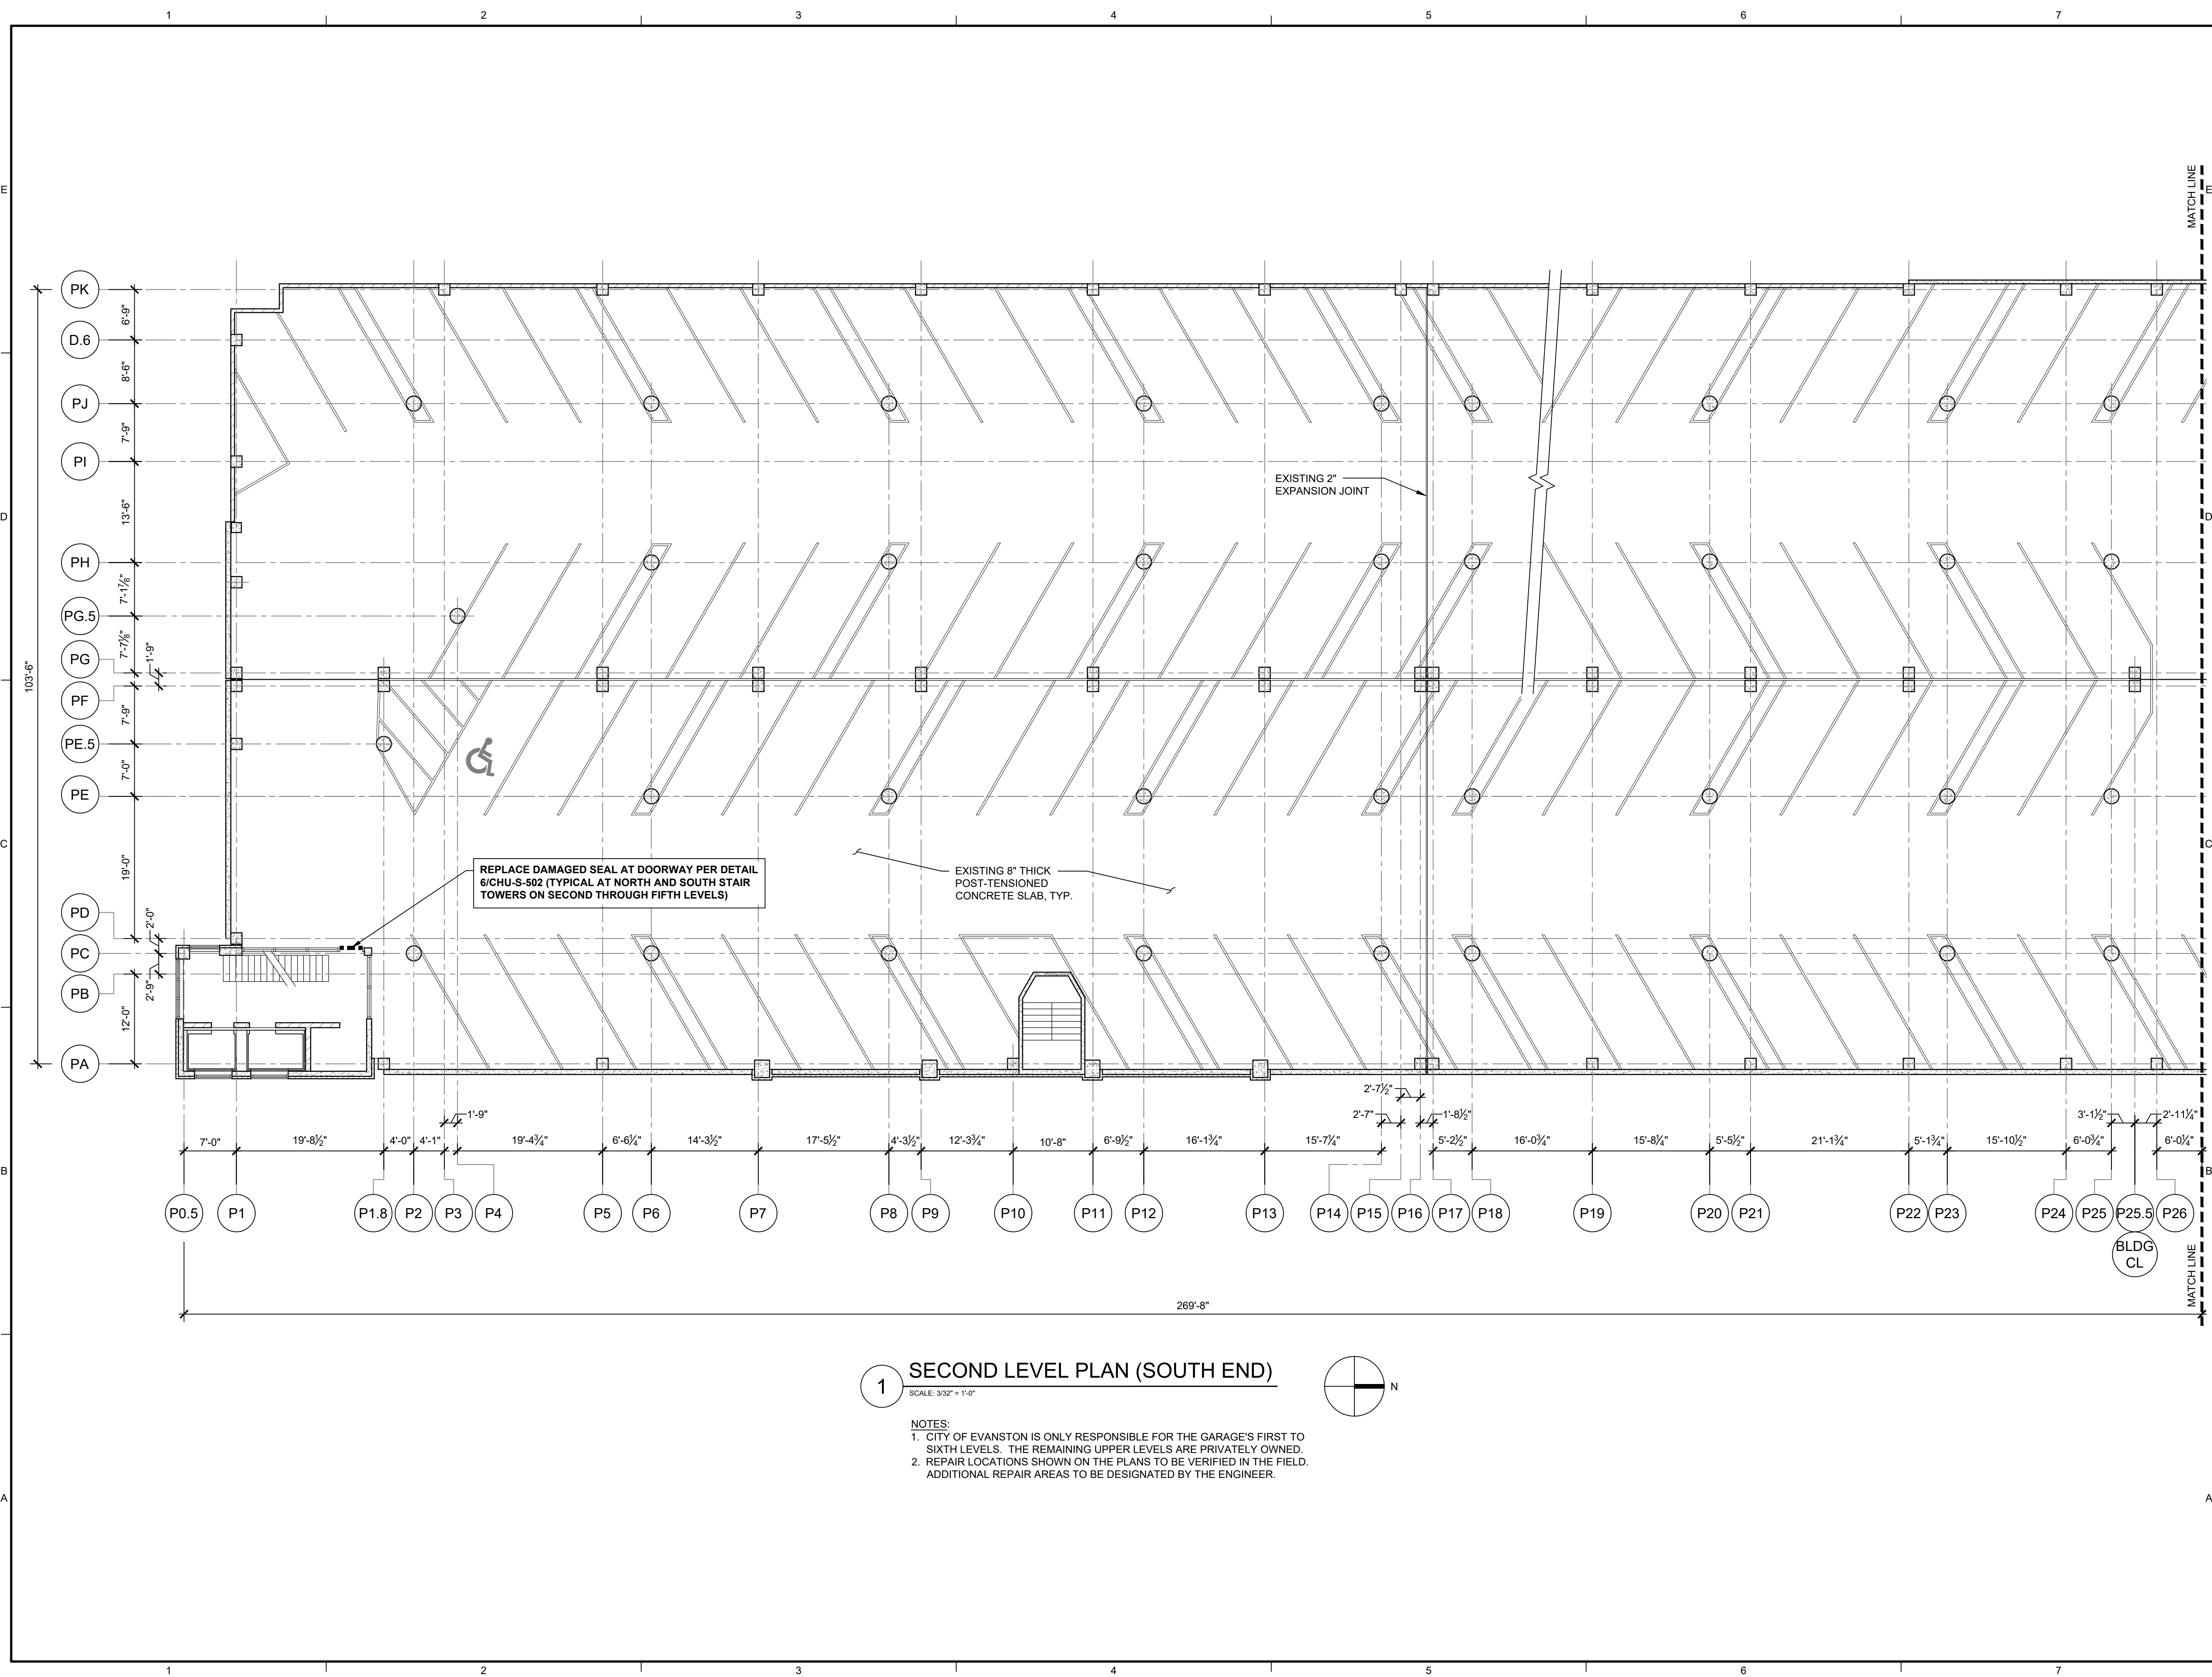 1 2 3 4 5 6 7
E E
MATCH LINE
PK
6'-9"
D.6
8'-6"
PJ
7'-9"
PI
EXISTING 2"
EXPANSION JOINT
13'-6"
D D
PH
7'-1⅞"
PG.5
7'-7⅛"
1'-9"
PG
103'-6"
PF
7'-9"
PE.5
7'-0"
PE
C C
19'-0"
REPLACE DAMAGED SEAL AT DOORWAY PER DETAIL
6/CHU-S-502 (TYPICAL AT NORTH AND SOUTH STAIR
TOWERS ON SECOND THROUGH FIFTH LEVELS)
EXISTING 8" THICK
POST-TENSIONED
CONCRETE SLAB, TYP.
PD
2'-0"
PC
2'-9"
PB
12'-0"
PA
2'-7½"
1'-9" 2'-7" 1'-8½" 3'-1½" 2'-11¼"
7'-0" 19'-8½" 4'-0" 4'-1" 19'-4¾" 6'-6¼" 14'-3½" 17'-5½" 4'-3½" 12'-3¾" 10'-8" 6'-9½" 16'-1¾" 15'-7¼" 5'-2½" 16'-0¾" 15'-8¼" 5'-5½" 21'-1¾" 5'-1¾" 15'-10½" 6'-0¾" 6'-0¼"
B B
P0.5 P1 P1.8 P2 P3 P4 P5 P6 P7 P8 P9 P10 P11 P12 P13 P14 P15 P16 P17 P18 P19 P20 P21 P22 P23 P24 P25 P25.5 P26
BLDG
CL
MATCH LINE
269'-8"
1 SECOND LEVEL PLAN (SOUTH END)
SCALE: 3/32" = 1'-0"
N
NOTES:
1. CITY OF EVANSTON IS ONLY RESPONSIBLE FOR THE GARAGE'S FIRST TO
SIXTH LEVELS. THE REMAINING UPPER LEVELS ARE PRIVATELY OWNED.
2. REPAIR LOCATIONS SHOWN ON THE PLANS TO BE VERIFIED IN THE FIELD.
ADDITIONAL REPAIR AREAS TO BE DESIGNATED BY THE ENGINEER.
A A
1 2 3 4 5 6 7